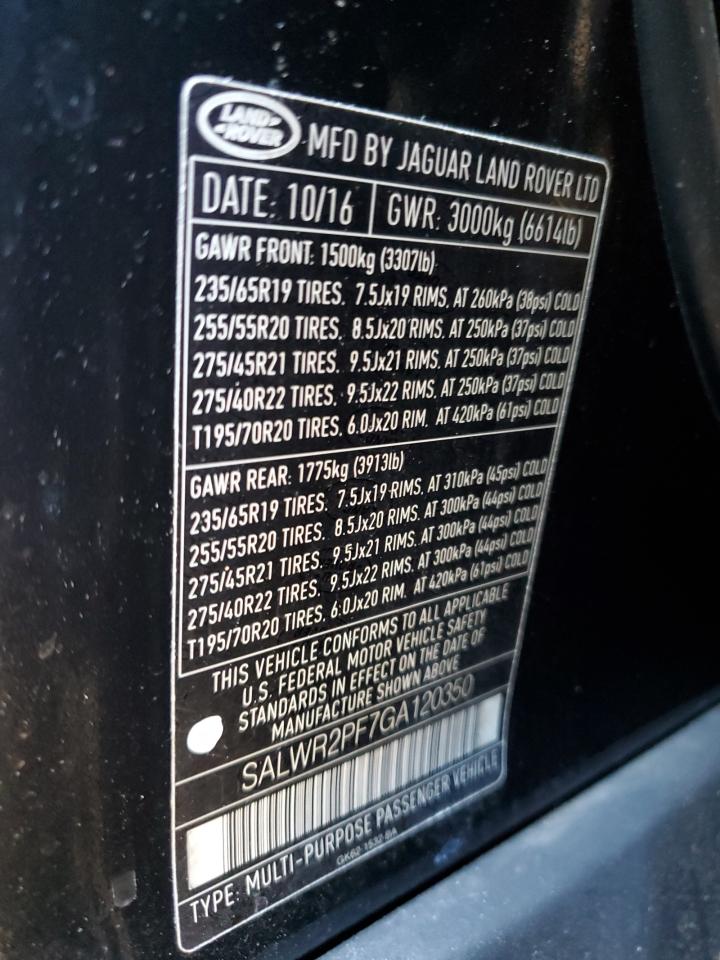 LAND ROVER
MFD BY JAGUAR LAND ROVER LTD
DATE: 10/16 GWR: 3000kg (6614lb)
GAWR FRONT: 1500kg (3307lb)
235/65R19 TIRES, 7.5Jx19 RIMS, AT 260kPa (38psi) COLD
255/55R20 TIRES, 8.5Jx20 RIMS, AT 250kPa (37psi) COLD
275/45R21 TIRES, 9.5Jx21 RIMS, AT 250kPa (37psi) COLD
275/40R22 TIRES, 9.5Jx22 RIMS, AT 250kPa (37psi) COLD
T195/70R20 TIRES, 6.0Jx20 RIM, AT 420kPa (61psi) COLD
GAWR REAR: 1775kg (3913lb)
235/65R19 TIRES, 7.5Jx19 RIMS, AT 310kPa (45psi) COLD
255/55R20 TIRES, 8.5Jx20 RIMS, AT 300kPa (44psi) COLD
275/45R21 TIRES, 9.5Jx21 RIMS, AT 300kPa (44psi) COLD
275/40R22 TIRES, 9.5Jx22 RIMS, AT 300kPa (44psi) COLD
T195/70R20 TIRES, 6.0Jx20 RIM, AT 420kPa (61psi) COLD
THIS VEHICLE CONFORMS TO ALL APPLICABLE
U.S. FEDERAL MOTOR VEHICLE SAFETY
STANDARDS IN EFFECT ON THE DATE OF
MANUFACTURE SHOWN ABOVE
SALWR2PF7GA120350
TYPE: MULTI-PURPOSE PASSENGER VEHICLE
GK62-1532-BA